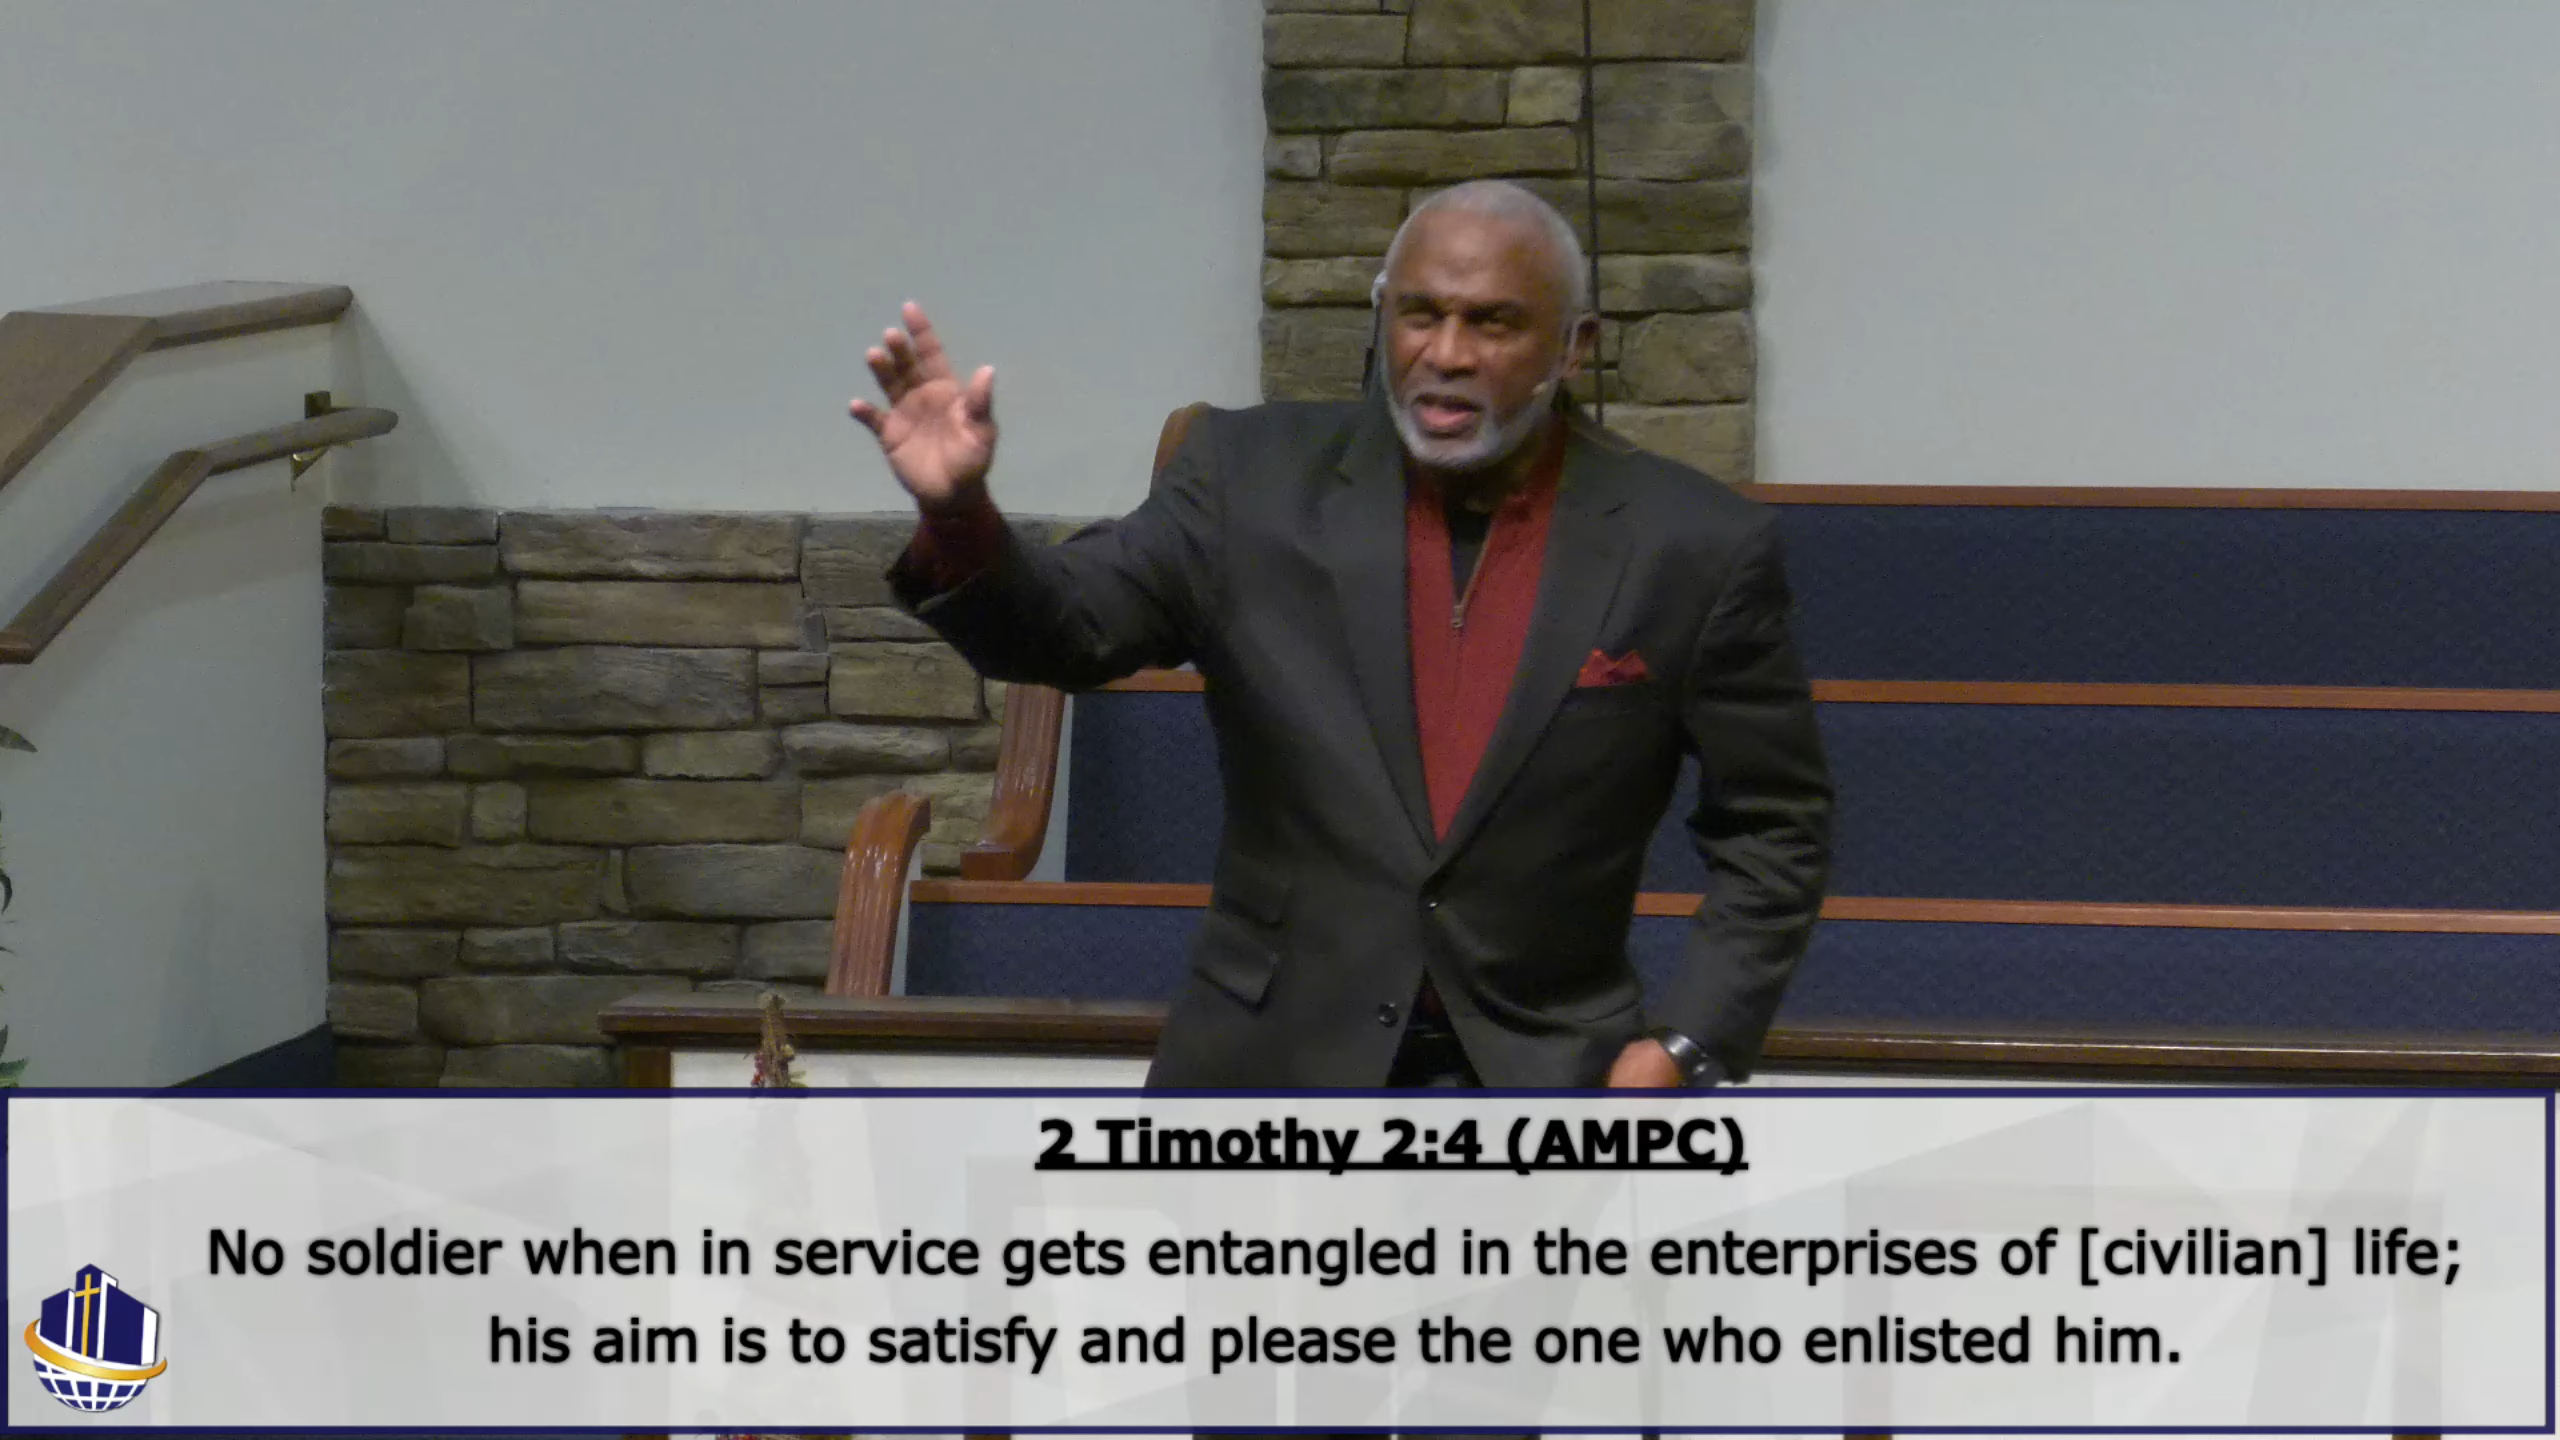 2 Timothy 2:4 (AMPC)
No soldier when in service gets entangled in the enterprises of [civilian] life;
his aim is to satisfy and please the one who enlisted him.